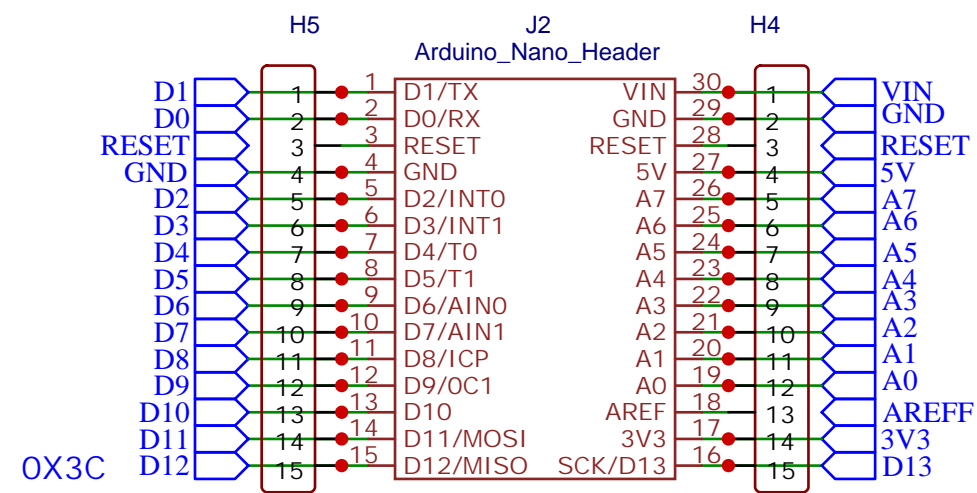 H5 J2 H4
Arduino_Nano_Header
D1 1 1 D1/TX VIN 30 1 VIN
D0 2 2 D0/RX GND 29 2 GND
RESET 3 3 RESET RESET 28 3 RESET
GND 4 4 GND 5V 27 4 5V
D2 5 5 D2/INT0 A7 26 5 A7
D3 6 6 D3/INT1 A6 25 6 A6
D4 7 7 D4/T0 A5 24 7 A5
D5 8 8 D5/T1 A4 23 8 A4
D6 9 9 D6/AIN0 A3 22 9 A3
D7 10 10 D7/AIN1 A2 21 10 A2
D8 11 11 D8/ICP A1 20 11 A1
D9 12 12 D9/0C1 A0 19 12 A0
D10 13 13 D10 AREF 18 13 AREFF
D11 14 14 D11/MOSI 3V3 17 14 3V3
0X3C D12 15 15 D12/MISO SCK/D13 16 15 D13